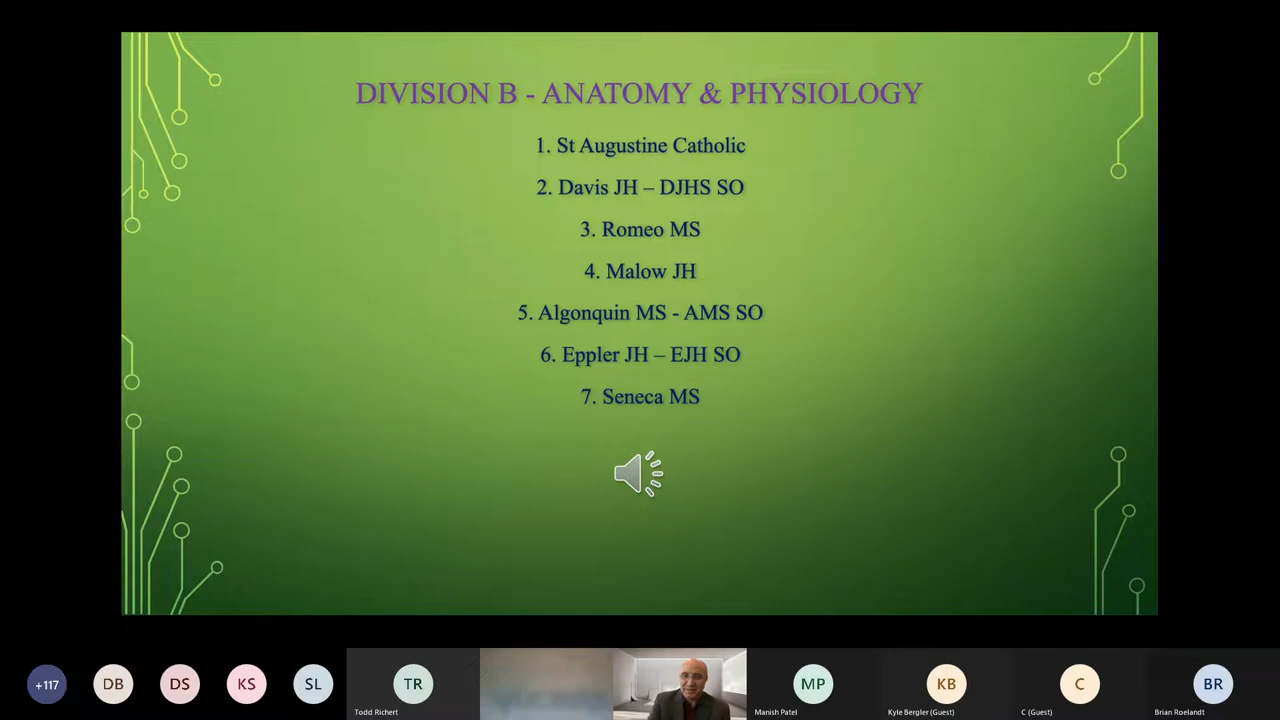 DIVISION B - ANATOMY & PHYSIOLOGY
1. St Augustine Catholic
2. Davis JH – DJHS SO
3. Romeo MS
4. Malow JH
5. Algonquin MS - AMS SO
6. Eppler JH – EJH SO
7. Seneca MS
+117
DB
DS
KS
SL
TR
MP
KB
C
BR
Todd Richert
Manish Patel
Kyle Bergler (Guest)
C (Guest)
Brian Roelandt